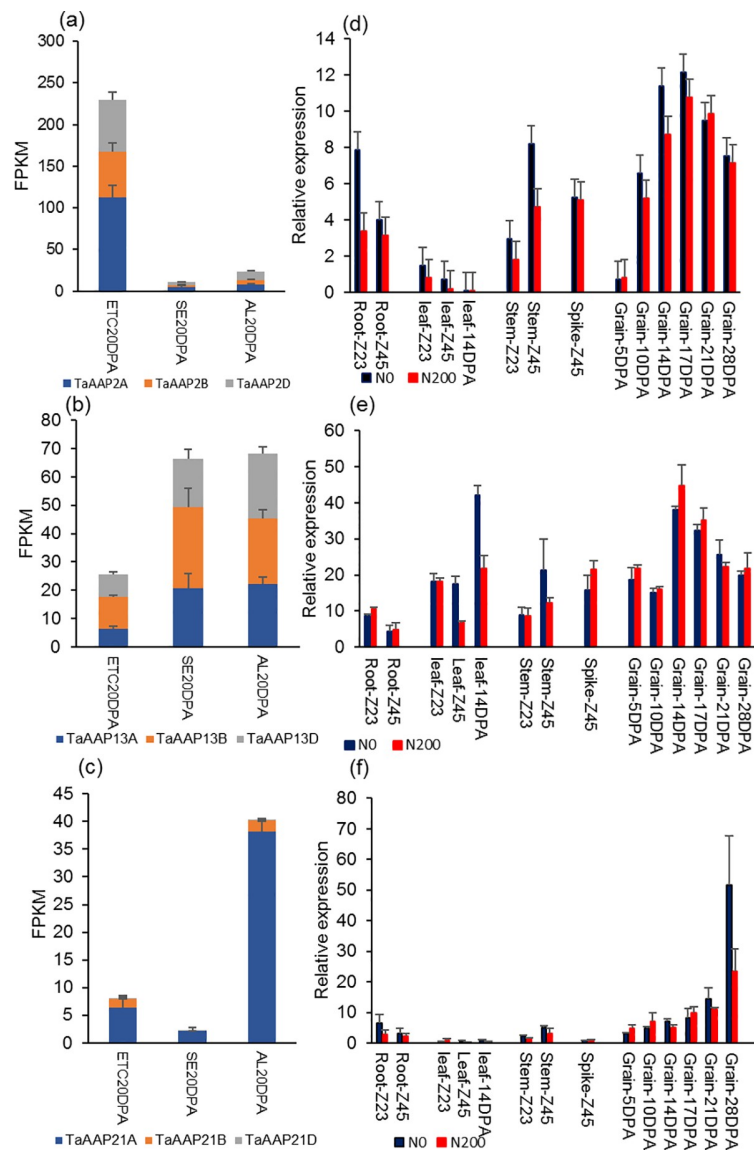 (a)
300
250
200
150
100
50
0
FPKM
ETC20DPA
SE20DPA
AL20DPA
TaAAP2A TaAAP2B TaAAP2D
(d)
14
12
10
8
6
4
2
0
Relative expression
Root-Z23
Root-Z45
leaf-Z23
leaf-Z45
leaf-14DPA
Stem-Z23
Stem-Z45
Spike-Z45
Grain-5DPA
Grain-10DPA
Grain-14DPA
Grain-17DPA
Grain-21DPA
Grain-28DPA
N0 N200
(b)
80
70
60
50
40
30
20
10
0
FPKM
ETC20DPA
SE20DPA
AL20DPA
TaAAP13A TaAAP13B TaAAP13D
(e)
60
50
40
30
20
10
0
Relative expression
Root-Z23
Root-Z45
leaf-Z23
Leaf-Z45
leaf-14DPA
Stem-Z23
Stem-Z45
Spike-Z45
Grain-5DPA
Grain-10DPA
Grain-14DPA
Grain-17DPA
Grain-21DPA
Grain-28DPA
N0 N200
(c)
45
40
35
30
25
20
15
10
5
0
FPKM
ETC20DPA
SE20DPA
AL20DPA
TaAAP21A TaAAP21B TaAAP21D
(f)
80
70
60
50
40
30
20
10
0
Relative expression
Root-Z23
Root-Z45
leaf-Z23
Leaf-Z45
leaf-14DPA
Stem-Z23
Stem-Z45
Spike-Z45
Grain-5DPA
Grain-10DPA
Grain-14DPA
Grain-17DPA
Grain-21DPA
Grain-28DPA
N0 N200